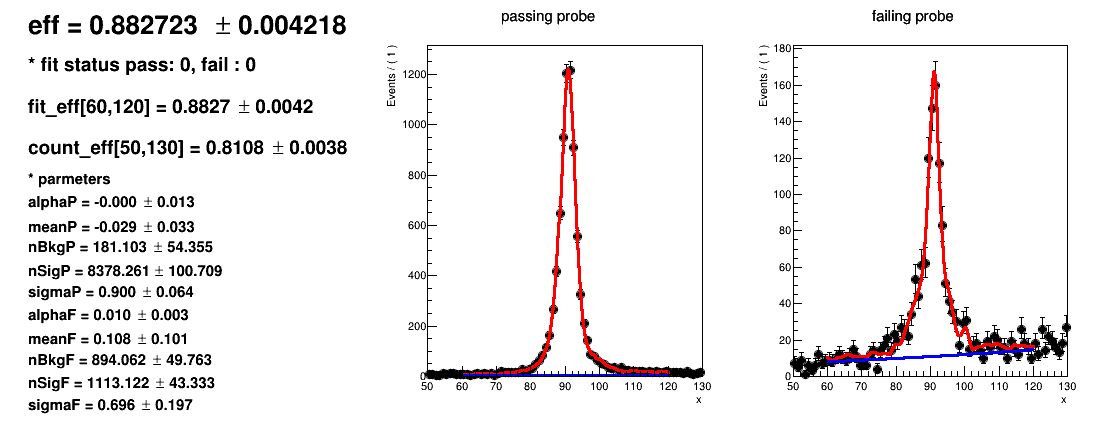 eff = 0.882723 ± 0.004218
* fit status pass: 0, fail : 0
fit_eff[60,120] = 0.8827 ± 0.0042
count_eff[50,130] = 0.8108 ± 0.0038
* parmeters
alphaP = -0.000 ± 0.013
meanP = -0.029 ± 0.033
nBkgP = 181.103 ± 54.355
nSigP = 8378.261 ± 100.709
sigmaP = 0.900 ± 0.064
alphaF = 0.010 ± 0.003
meanF = 0.108 ± 0.101
nBkgF = 894.062 ± 49.763
nSigF = 1113.122 ± 43.333
sigmaF = 0.696 ± 0.197
passing probe
Events / ( 1 )
1200
1000
800
600
400
200
0
50 60 70 80 90 100 110 120 130
x
failing probe
Events / ( 1 )
180
160
140
120
100
80
60
40
20
0
50 60 70 80 90 100 110 120 130
x